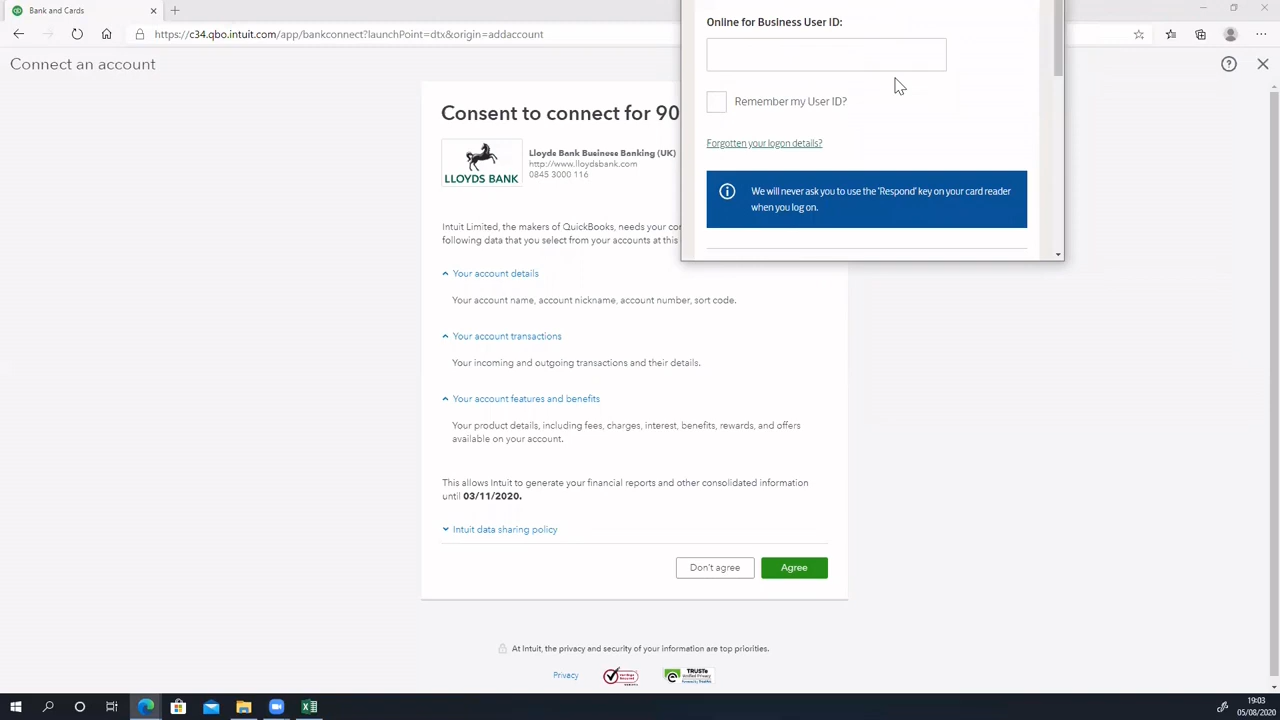 Bank and Cards
https://c34.qbo.intuit.com/app/bankconnect?launchPoint=dtx&origin=addaccount
Connect an account
Online for Business User ID:
Remember my User ID?
Forgotten your logon details?
We will never ask you to use the 'Respond' key on your card reader
when you log on.
Consent to connect for 90
LLOYDS BANK
Lloyds Bank Business Banking (UK)
http://www.lloydsbank.com
0845 3000 116
Intuit Limited, the makers of QuickBooks, needs your
following data that you select from your accounts at this
Your account details
Your account name, account nickname, account number, sort code.
Your account transactions
Your incoming and outgoing transactions and their details.
Your account features and benefits
Your product details, including fees, charges, interest, benefits, rewards, and offers
available on your account.
This allows Intuit to generate your financial reports and other consolidated information
until 03/11/2020.
Intuit data sharing policy
Don't agree
Agree
At Intuit, the privacy and security of your information are top priorities.
Privacy
TRUSTe
19:03
05/08/2020